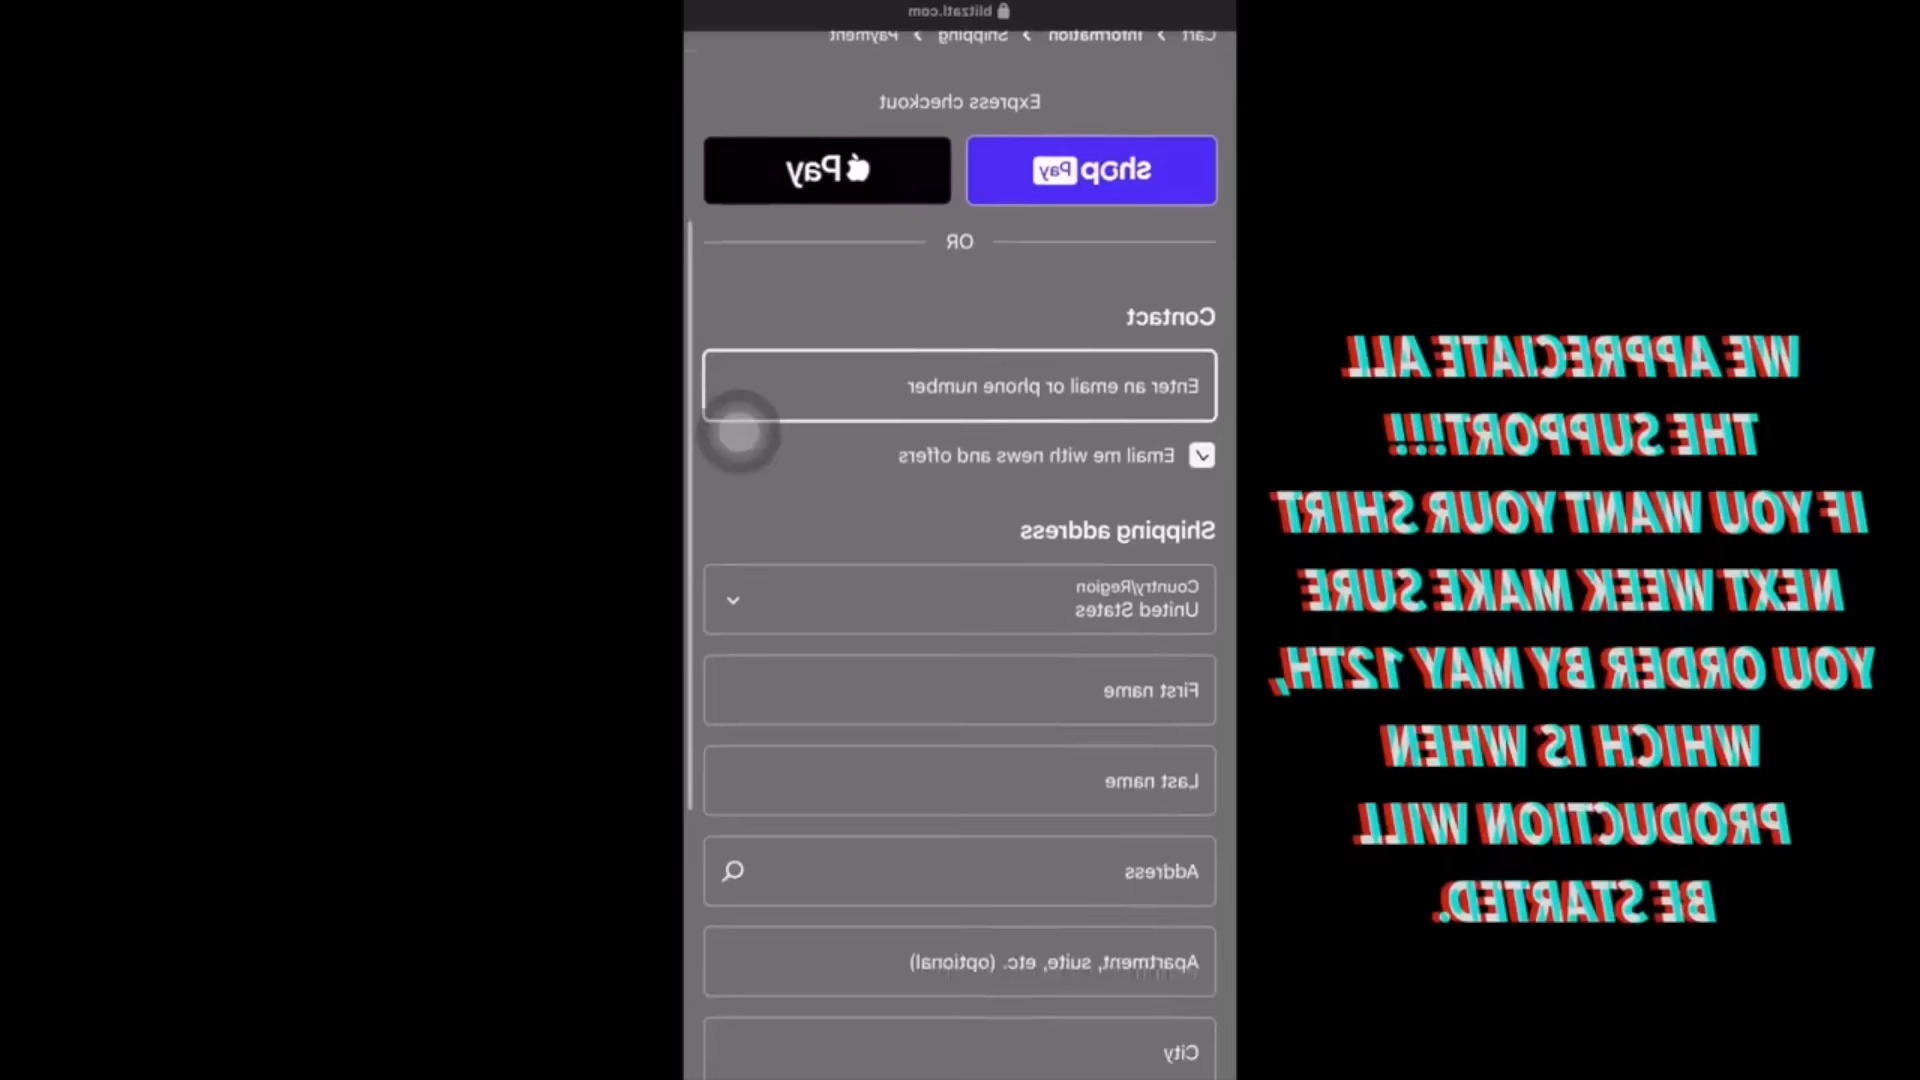 blitzatl.com
Cart > Information > Shipping > Payment
Express checkout
shop Pay
Pay
OR
Contact
Enter an email or phone number
Email me with news and offers
Shipping address
Country/Region
United States
First name
Last name
Address
Apartment, suite, etc. (optional)
City
WE APPRECIATE ALL
THE SUPPORT!!!
IF YOU WANT YOUR SHIRT
NEXT WEEK MAKE SURE
YOU ORDER BY MAY 12TH,
WHICH IS WHEN
PRODUCTION WILL
BE STARTED.